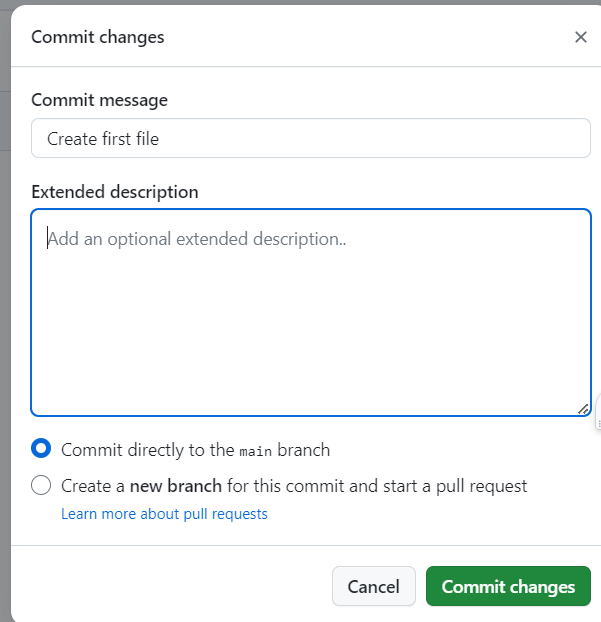 Commit changes
Commit message
Create first file
Extended description
Add an optional extended description..
Commit directly to the main branch
Create a new branch for this commit and start a pull request
Learn more about pull requests
Cancel
Commit changes